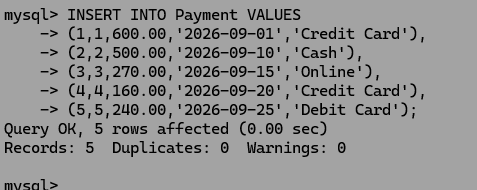 mysql> INSERT INTO Payment VALUES
    -> (1,1,600.00,'2026-09-01','Credit Card'),
    -> (2,2,500.00,'2026-09-10','Cash'),
    -> (3,3,270.00,'2026-09-15','Online'),
    -> (4,4,160.00,'2026-09-20','Credit Card'),
    -> (5,5,240.00,'2026-09-25','Debit Card');
Query OK, 5 rows affected (0.00 sec)
Records: 5  Duplicates: 0  Warnings: 0
mysql>